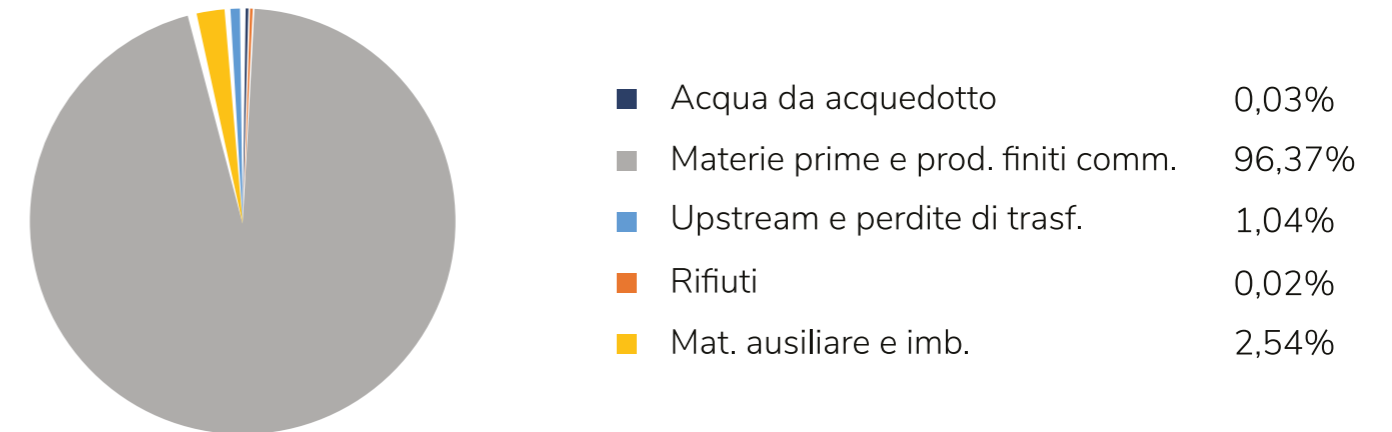 Acqua da acquedotto 0,03%
Materie prime e prod. finiti comm. 96,37%
Upstream e perdite di trasf. 1,04%
Rifiuti 0,02%
Mat. ausiliare e imb. 2,54%